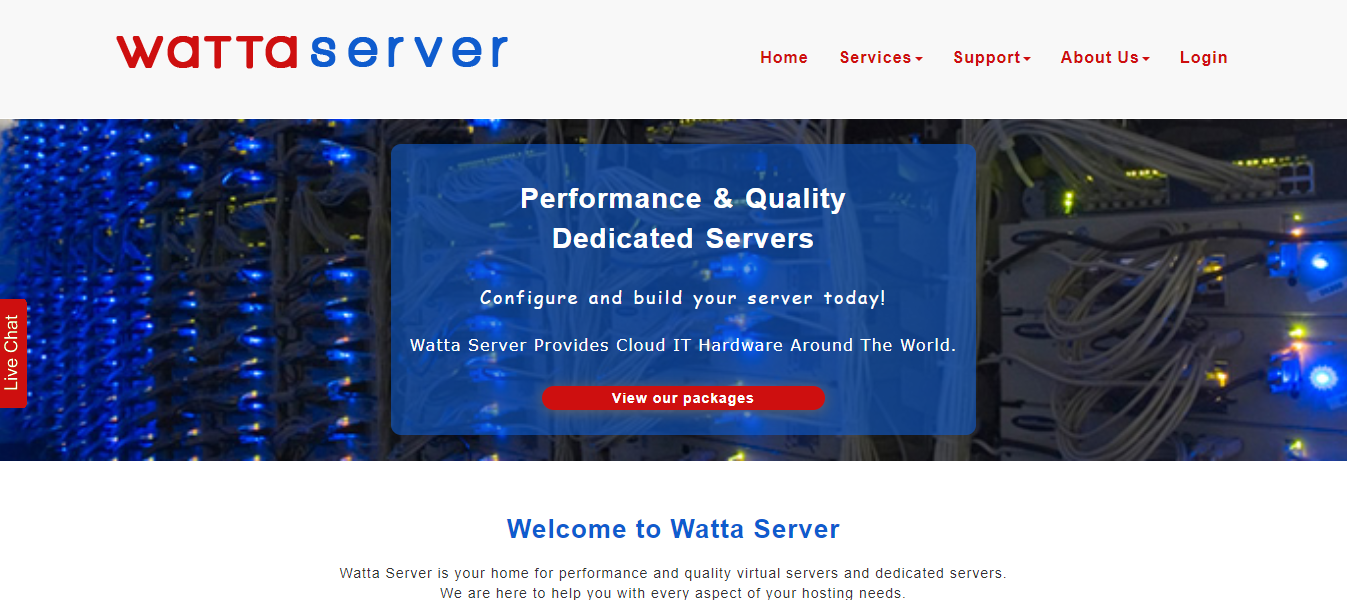 watta server
Home Services Support About Us Login
Performance & Quality
Dedicated Servers
Configure and build your server today!
Watta Server Provides Cloud IT Hardware Around The World.
View our packages
Live Chat
Welcome to Watta Server
Watta Server is your home for performance and quality virtual servers and dedicated servers.
We are here to help you with every aspect of your hosting needs.